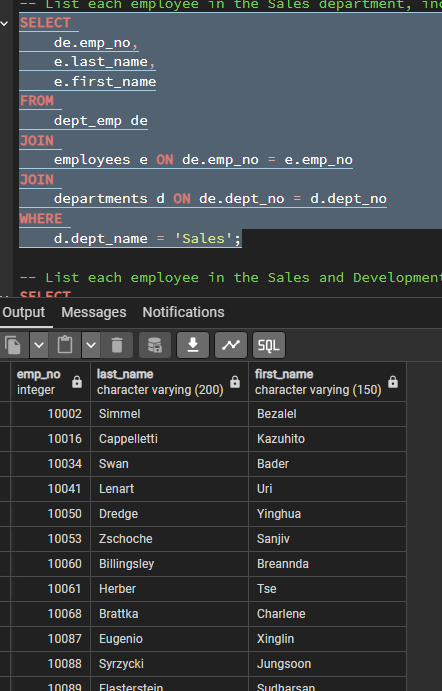 -- List each employee in the Sales department, inc
SELECT
de.emp_no,
e.last_name,
e.first_name
FROM
dept_emp de
JOIN
employees e ON de.emp_no = e.emp_no
JOIN
departments d ON de.dept_no = d.dept_no
WHERE
d.dept_name = 'Sales';
-- List each employee in the Sales and Development
SELECT
Output Messages Notifications
SQL
emp_no last_name first_name
integer character varying (200) character varying (150)
10002 Simmel Bezalel
10016 Cappelletti Kazuhito
10034 Swan Bader
10041 Lenart Uri
10050 Dredge Yinghua
10053 Zschoche Sanjiv
10060 Billingsley Breannda
10061 Herber Tse
10068 Brattka Charlene
10087 Eugenio Xinglin
10088 Syrzycki Jungsoon
10089 Flasterstein Sudharsan